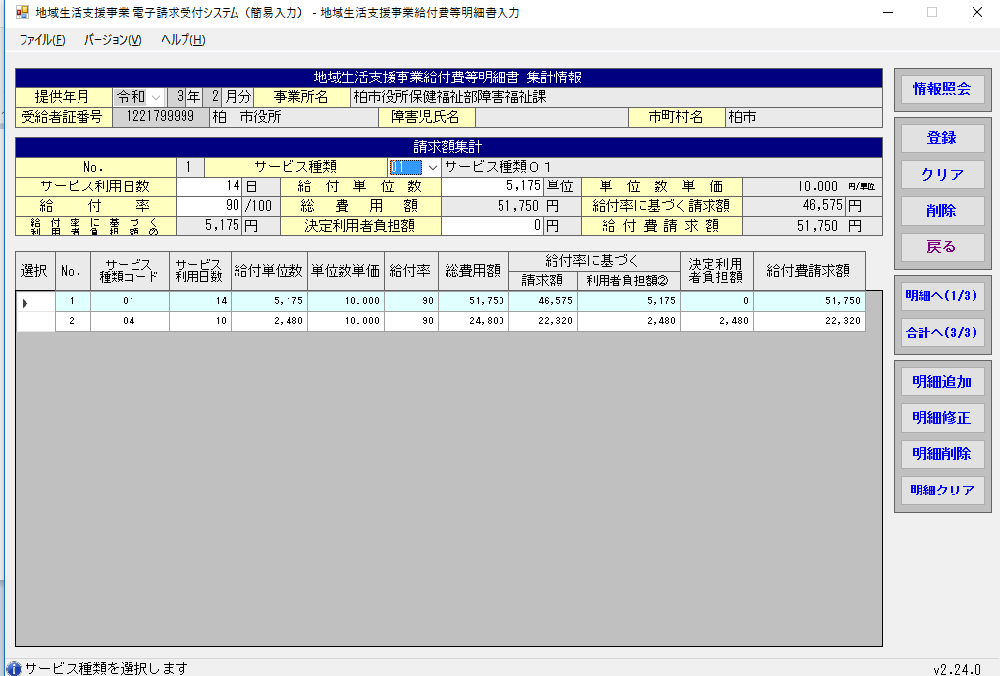 地域生活支援事業 電子請求受付システム（簡易入力） - 地域生活支援事業給付費等明細書入力
ファイル(F) バージョン(V) ヘルプ(H)
地域生活支援事業給付費等明細書 集計情報
提供年月 令和 3 年 2 月分 事業所名 柏市役所保健福祉部障害福祉課
受給者証番号 1221799999 柏 市役所 障害児氏名 市町村名 柏市
請求額集計
No. 1 サービス種類 01 サービス種類０１
サービス利用日数 14 日 給付単位数 5,175 単位 単位数単価 10.000 円/単位
給付率 90 /100 総費用額 51,750 円 給付率に基づく請求額 46,575 円
給付率に基づく利用者負担額② 5,175 円 決定利用者負担額 0 円 給付費請求額 51,750 円
選択 No. サービス種類コード サービス利用日数 給付単位数 単位数単価 給付率 総費用額 給付率に基づく 請求額 利用者負担額② 決定利用者負担額 給付費請求額
1 01 14 5,175 10.000 90 51,750 46,575 5,175 0 51,750
2 04 10 2,480 10.000 90 24,800 22,320 2,480 2,480 22,320
情報照会
登録
クリア
削除
戻る
明細へ(1/3)
合計へ(3/3)
明細追加
明細修正
明細削除
明細クリア
サービス種類を選択します
v2.24.0